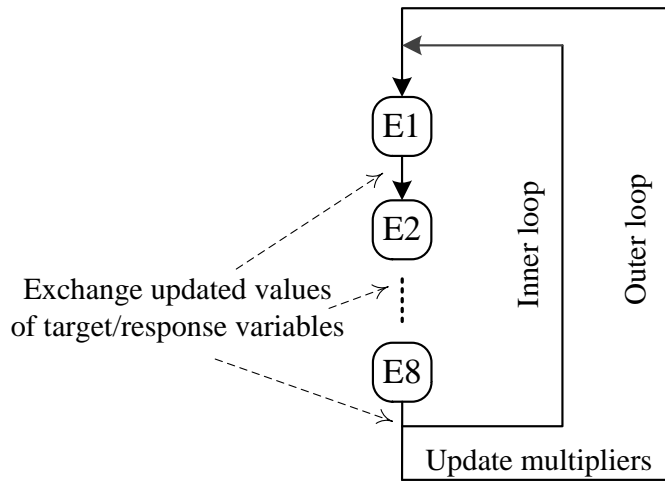 E1
E2
Exchange updated values
of target/response variables
E8
Inner loop
Outer loop
Update multipliers